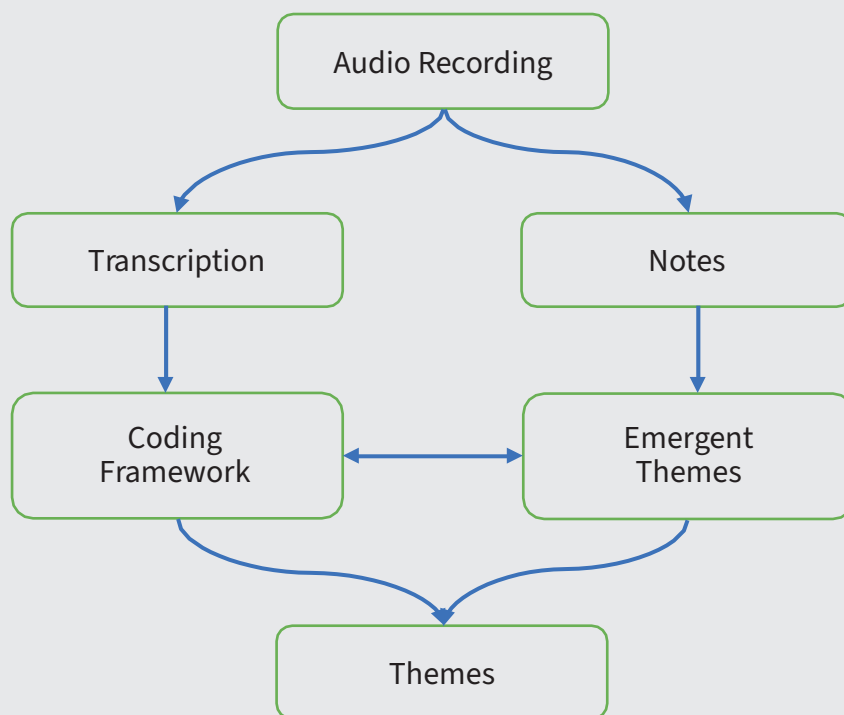 Audio Recording
Transcription
Notes
Coding
Framework
Emergent
Themes
Themes